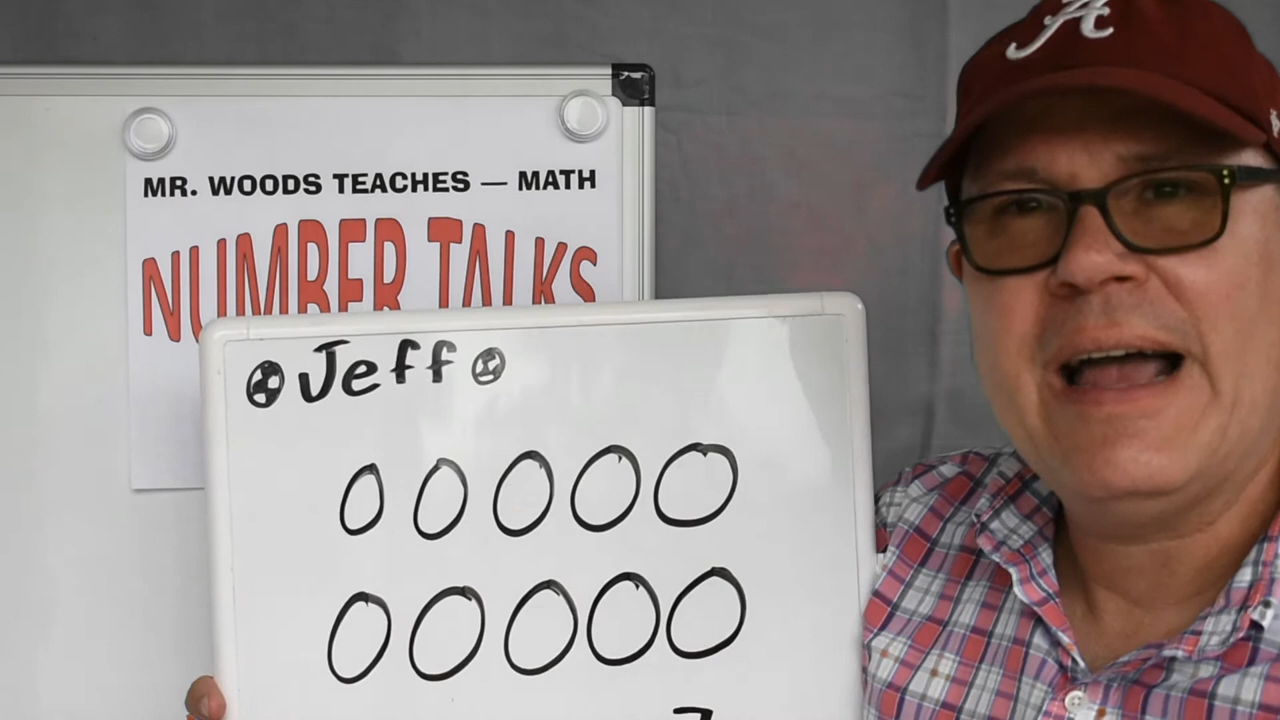 MR. WOODS TEACHES — MATH
NUMBER TALKS
Jeff
A